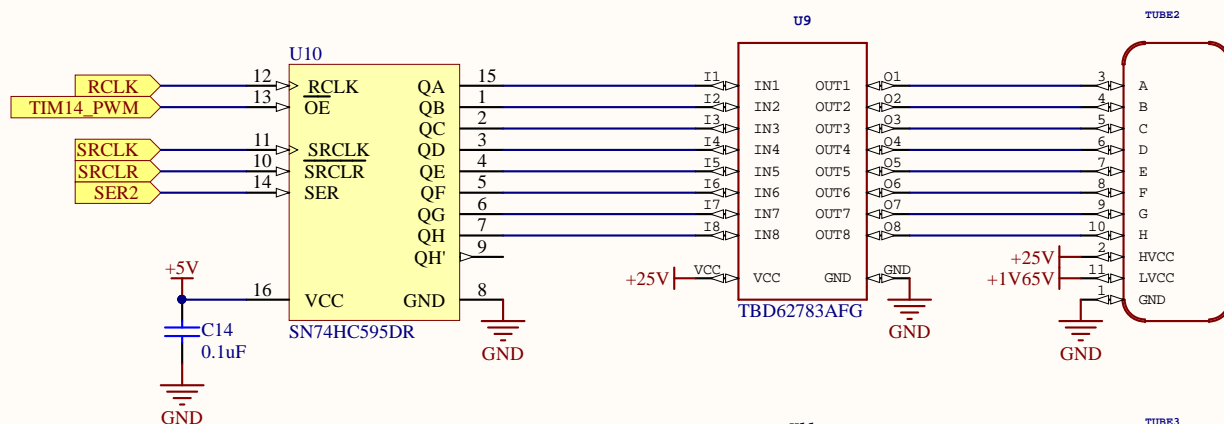 TUBE2
U9
U10
RCLK 12 RCLK QA 15 I1 IN1 OUT1 O1 3 A
TIM14_PWM 13 OE QB 1 I2 IN2 OUT2 O2 4 B
QC 2 I3 IN3 OUT3 O3 5 C
SRCLK 11 SRCLK QD 3 I4 IN4 OUT4 O4 6 D
SRCLR 10 SRCLR QE 4 I5 IN5 OUT5 O5 7 E
SER2 14 SER QF 5 I6 IN6 OUT6 O6 8 F
QG 6 I7 IN7 OUT7 O7 9 G
QH 7 I8 IN8 OUT8 O8 10 H
QH' 9 +25V 2 HVCC
+5V +25V VCC VCC GND GND +1V65V 11 LVCC
16 VCC GND 8 1 GND
SN74HC595DR TBD62783AFG
C14
0.1uF
GND GND GND
GND
TUBE3